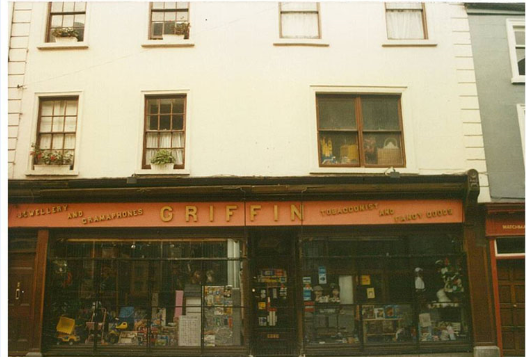 JEWELLERY AND GRAMAPHONES GRIFFIN TOBACCONIST AND FANCY GOODS